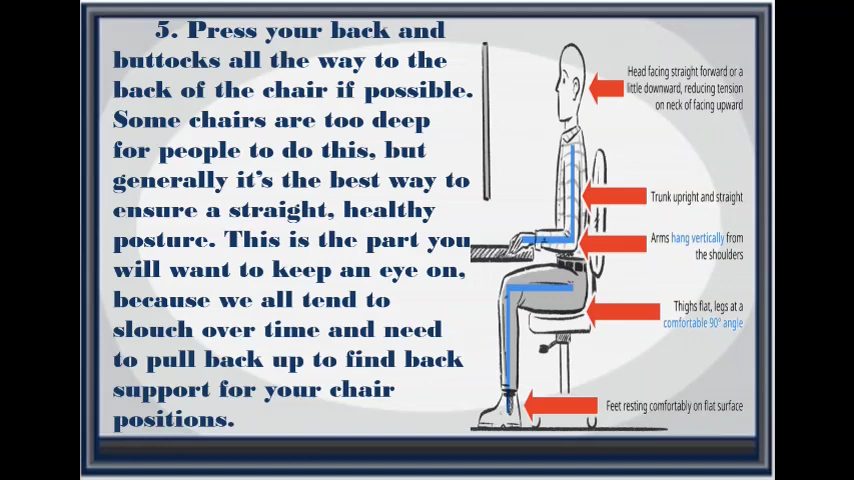 5. Press your back and
buttocks all the way to the
back of the chair if possible.
Some chairs are too deep
for people to do this, but
generally it's the best way to
ensure a straight, healthy
posture. This is the part you
will want to keep an eye on,
because we all tend to
slouch over time and need
to pull back up to find back
support for your chair
positions.
Head facing straight forward or a
little downward, reducing tension
on neck of facing upward
Trunk upright and straight
Arms hang vertically from
the shoulders
Thighs flat, legs at a
comfortable 90° angle
Feet resting comfortably on flat surface